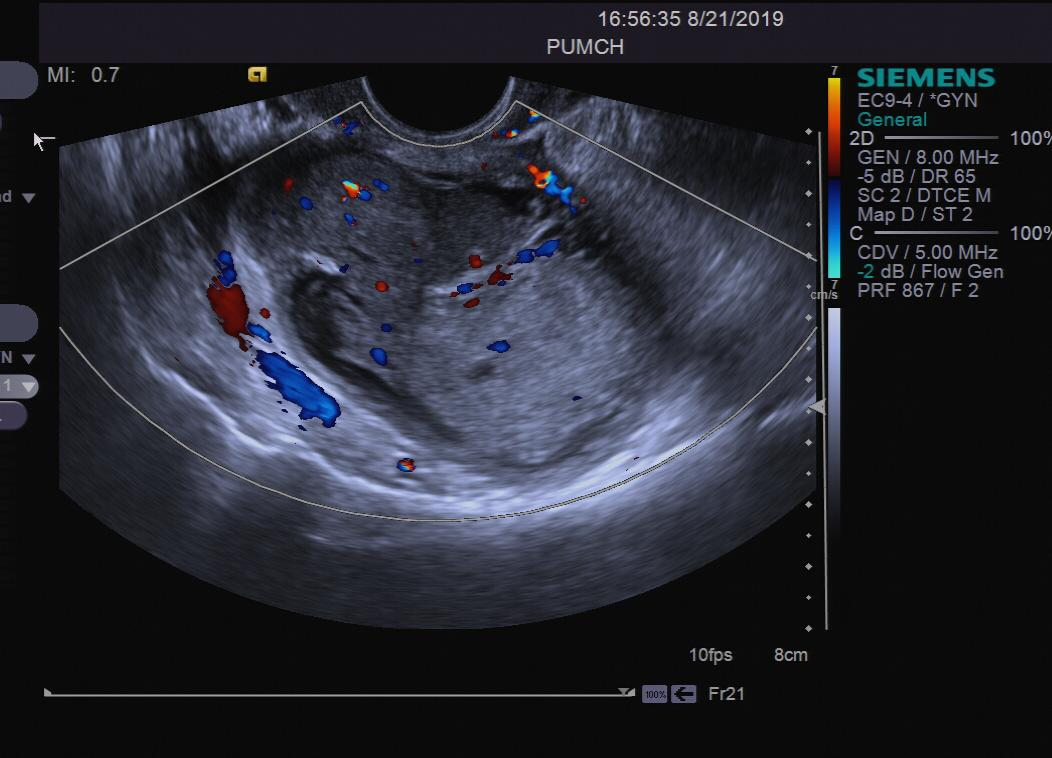 16:56:35 8/21/2019
PUMCH
MI: 0.7
7
SIEMENS
EC9-4 / *GYN
General
2D 100%
GEN / 8.00 MHz
-5 dB / DR 65
SC 2 / DTCE M
Map D / ST 2
C 100%
CDV / 5.00 MHz
-2 dB / Flow Gen
PRF 867 / F 2
7
cm/s
1
10fps 8cm
100%
Fr21